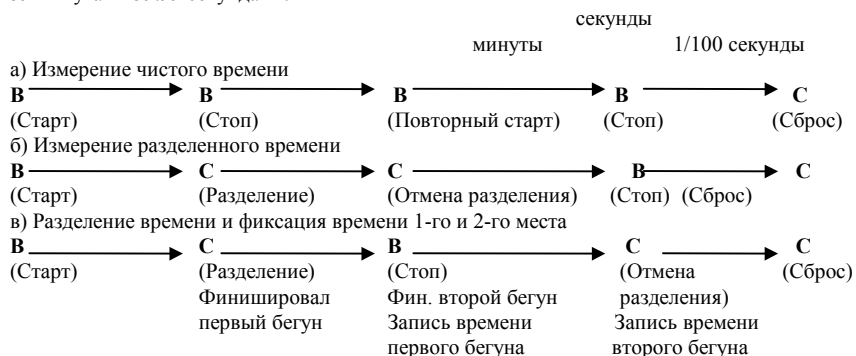 секунды
минуты 1/100 секунды
а) Измерение чистого времени
В В В В С
(Старт) (Стоп) (Повторный старт) (Стоп) (Сброс)
б) Измерение разделенного времени
В С С В С
(Старт) (Разделение) (Отмена разделения) (Стоп) (Сброс)
в) Разделение времени и фиксация времени 1-го и 2-го места
В С В С С
(Старт) (Разделение) (Стоп) (Отмена (Сброс)
Финишировал Фин. второй бегун разделения)
первый бегун Запись времени Запись времени
первого бегуна второго бегуна